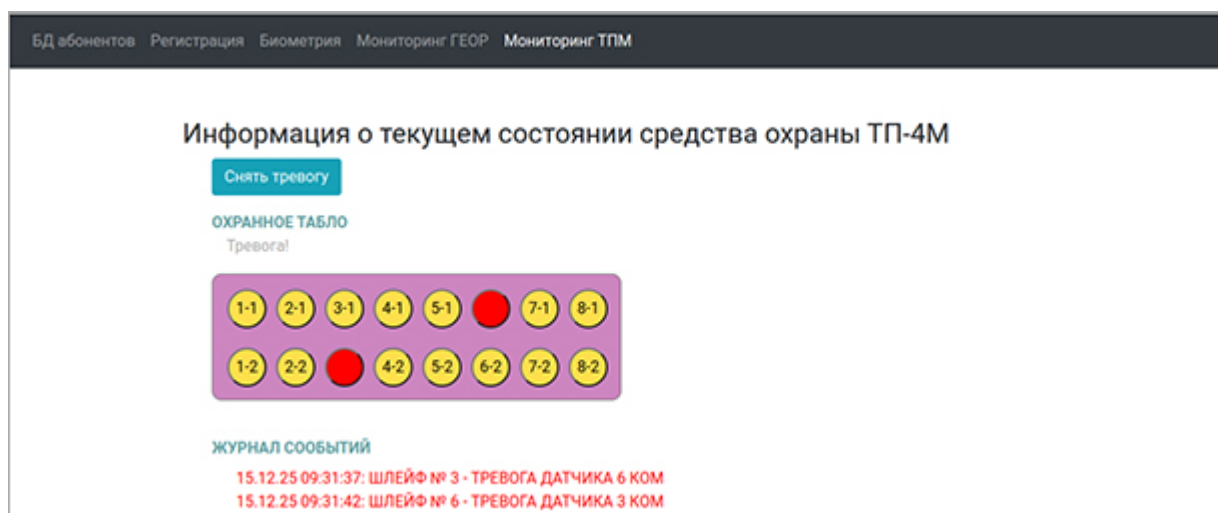 БД абонентов Регистрация Биометрия Мониторинг ГЕОР Мониторинг ТПМ
Информация о текущем состоянии средства охраны ТП-4М
Снять тревогу
ОХРАННОЕ ТАБЛО
Тревога!
1-1 2-1 3-1 4-1 5-1 7-1 8-1
1-2 2-2 4-2 5-2 6-2 7-2 8-2
ЖУРНАЛ СООБЫТИЙ
15.12.25 09:31:37: ШЛЕЙФ № 3 - ТРЕВОГА ДАТЧИКА 6 КОМ
15.12.25 09:31:42: ШЛЕЙФ № 6 - ТРЕВОГА ДАТЧИКА 3 КОМ